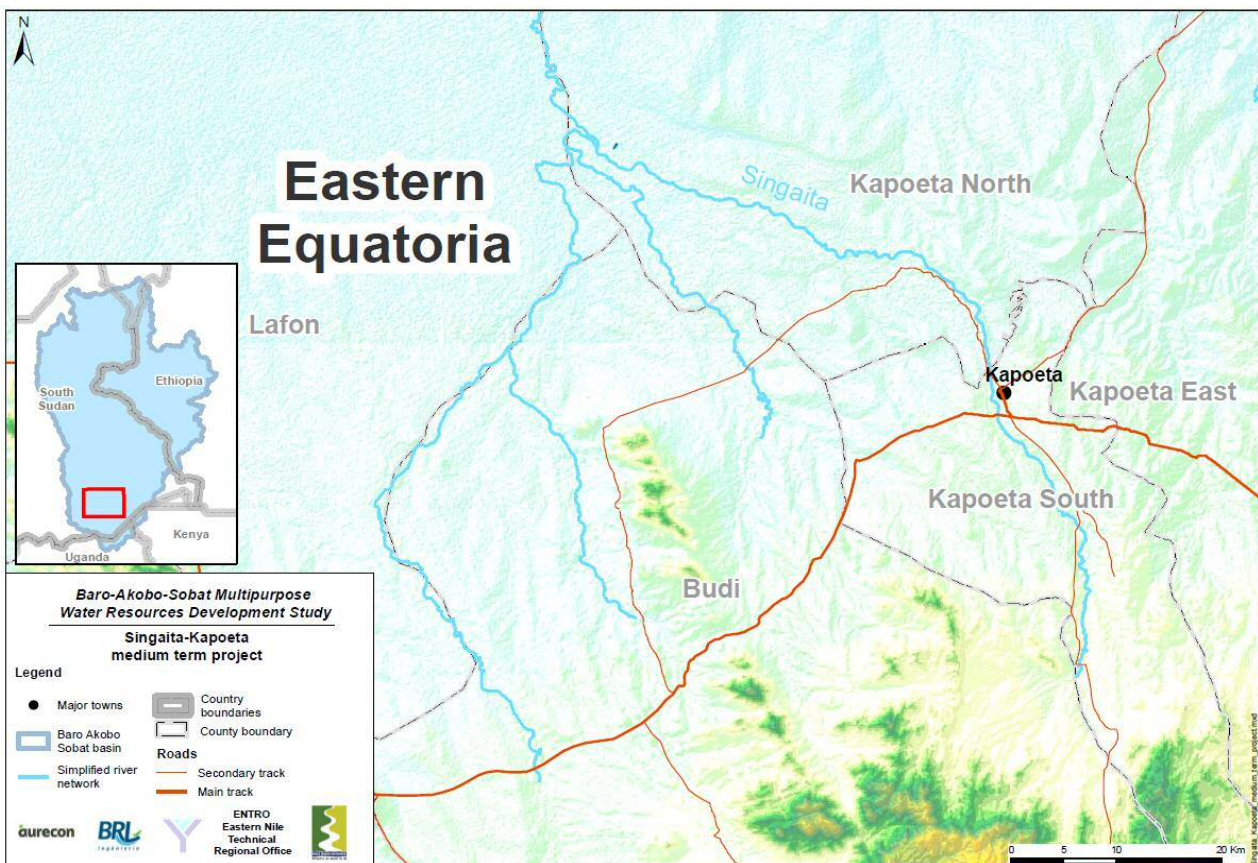 N
Eastern
Equatoria
Singaita
Kapoeta North
Lafon
Kapoeta
Kapoeta East
Kapoeta South
Budi
South
Sudan
Ethiopia
Kenya
Uganda
Baro-Akobo-Sobat Multipurpose
Water Resources Development Study
Singaita-Kapoeta
medium term project
Legend
Major towns
Baro Akobo
Sobat basin
Simplified river
network
Country
boundaries
County boundary
Roads
Secondary track
Main track
aurecon
BRL
Ingénierie
ENTRO
Eastern Nile
Technical
Regional Office
0 5 10 20 Km